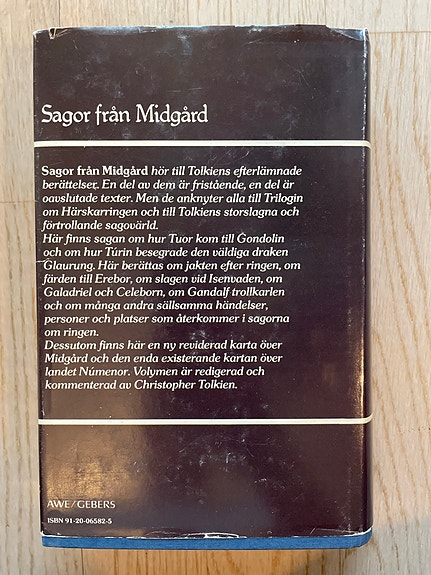 Sagor från Midgård
Sagor från Midgård hör till Tolkiens efterlämnade
berättelser. En del av dem är fristående, en del är
oavslutade texter. Men de anknyter alla till Trilogin
om Härskarringen och till Tolkiens storslagna och
förtrollande sagovärld.
Här finns sagan om hur Tuor kom till Gondolin
och om hur Túrin besegrade den väldiga draken
Glaurung. Här berättas om jakten efter ringen, om
färden till Erebor, om slagen vid Isenvaden, om
Galadriel och Celeborn, om Gandalf trollkarlen
och om många andra sällsamma händelser,
personer och platser som återkommer i sagorna
om ringen.
Dessutom finns här en ny reviderad karta över
Midgård och den enda existerande kartan över
landet Númenor. Volymen är redigerad och
kommenterad av Christopher Tolkien.
AWE/GEBERS
ISBN 91-20-06582-5